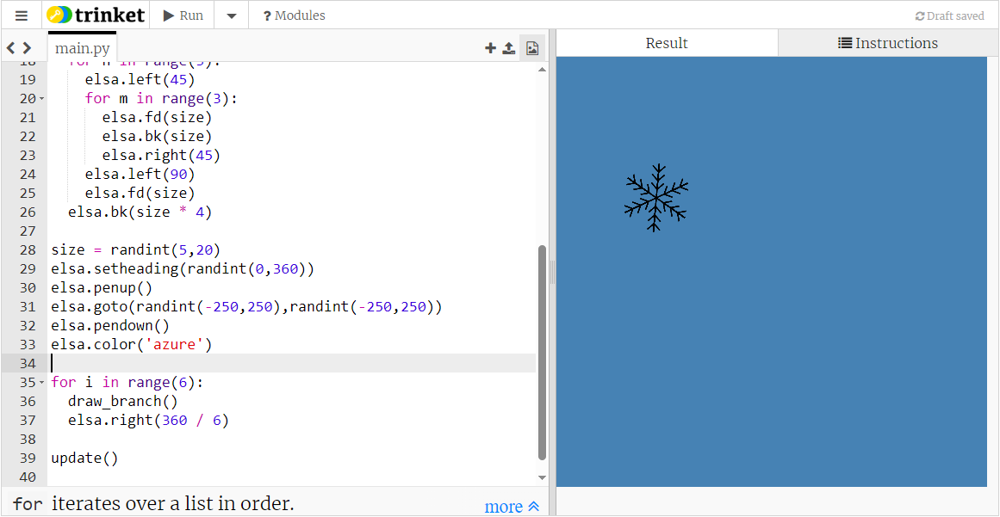 trinket Run ? Modules Draft saved
main.py Result Instructions
18 for n in range(3):
19 elsa.left(45)
20 for m in range(3):
21 elsa.fd(size)
22 elsa.bk(size)
23 elsa.right(45)
24 elsa.left(90)
25 elsa.fd(size)
26 elsa.bk(size * 4)
27
28 size = randint(5,20)
29 elsa.setheading(randint(0,360))
30 elsa.penup()
31 elsa.goto(randint(-250,250),randint(-250,250))
32 elsa.pendown()
33 elsa.color('azure')
34
35 for i in range(6):
36 draw_branch()
37 elsa.right(360 / 6)
38
39 update()
40
for iterates over a list in order.
more